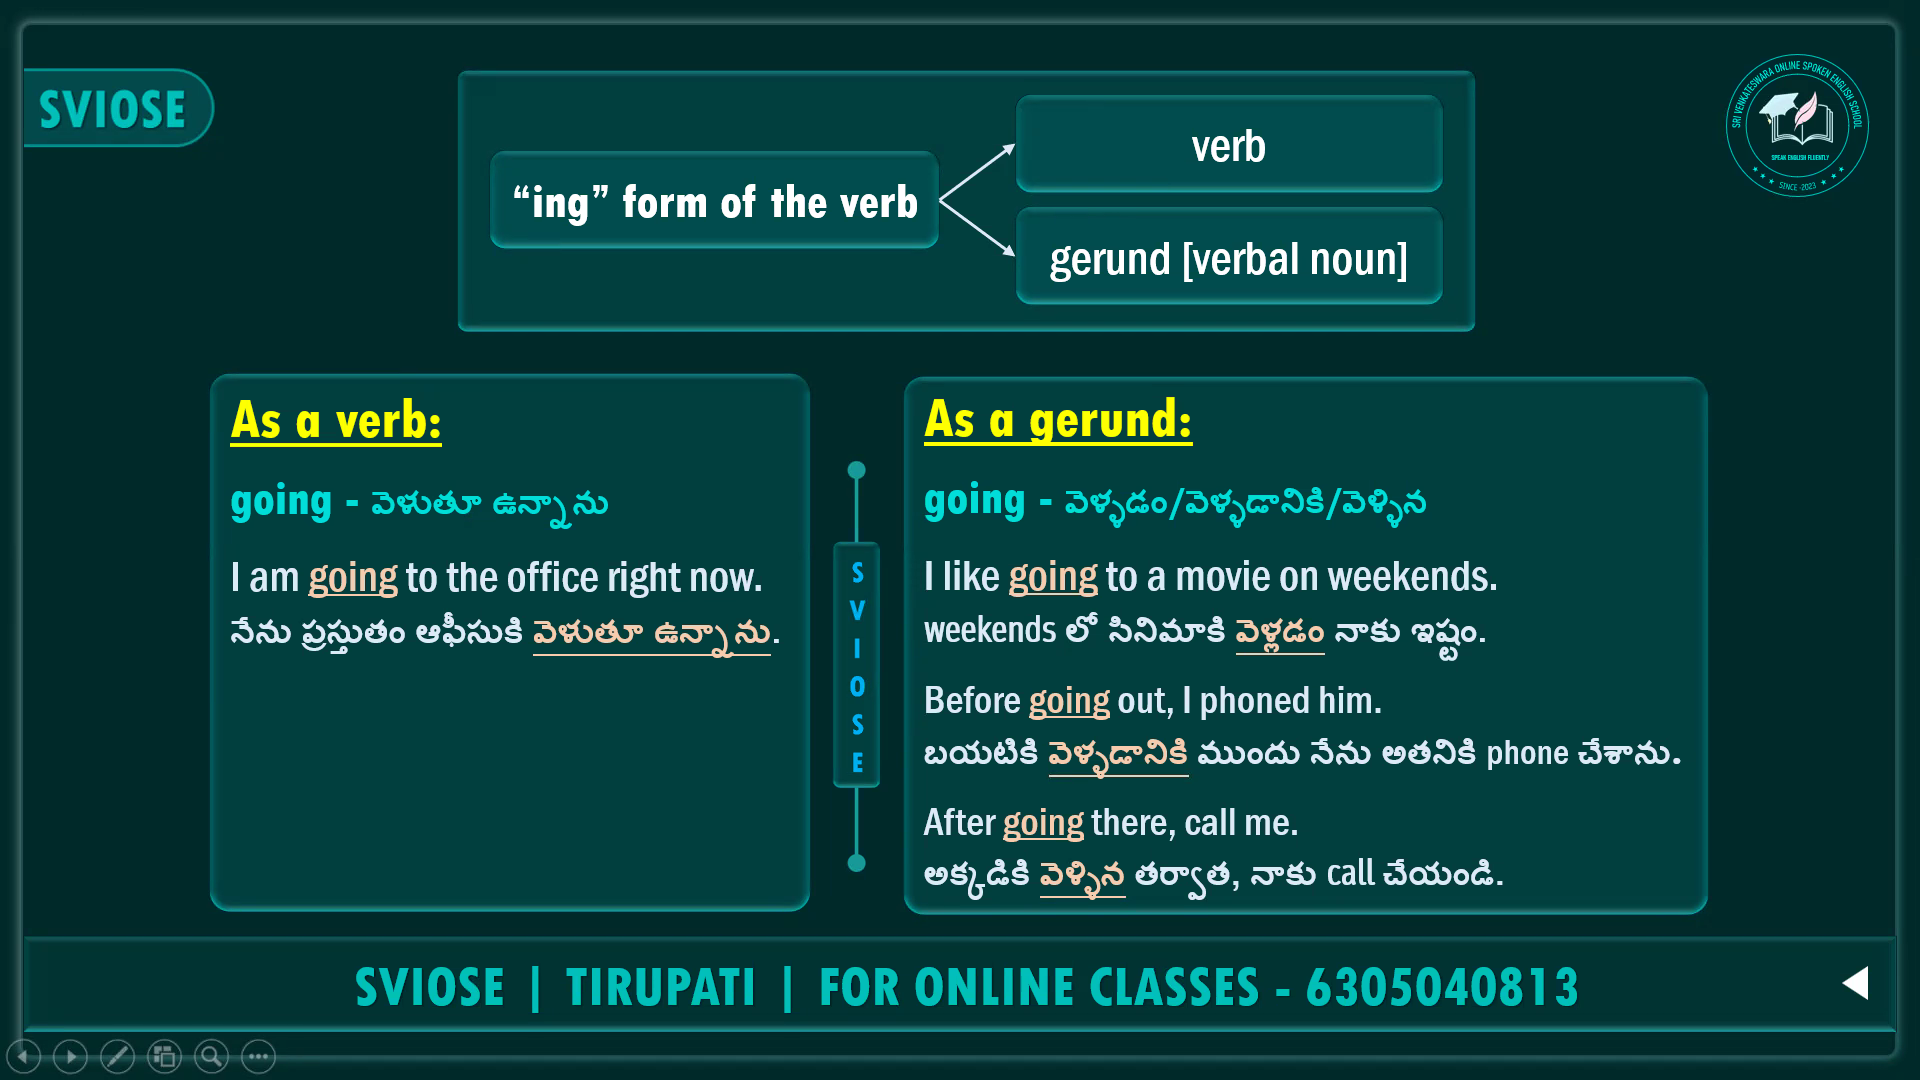 SVIOSE
“ing” form of the verb
verb
gerund [verbal noun]
SRI VENKATESWARA ONLINE SPOKEN ENGLISH SCHOOL
SPEAK ENGLISH FLUENTLY
SINCE -2023
As a verb:
going - వెళుతూ ఉన్నాను
I am going to the office right now.
నేను ప్రస్తుతం ఆఫీసుకి వెళుతూ ఉన్నాను.
S
V
I
O
S
E
As a gerund:
going - వెళ్ళడం/వెళ్ళడానికి/వెళ్ళిన
I like going to a movie on weekends.
weekends లో సినిమాకి వెళ్లడం నాకు ఇష్టం.
Before going out, I phoned him.
బయటికి వెళ్ళడానికి ముందు నేను అతనికి phone చేశాను.
After going there, call me.
అక్కడికి వెళ్ళిన తర్వాత, నాకు call చేయండి.
SVIOSE | TIRUPATI | FOR ONLINE CLASSES - 6305040813